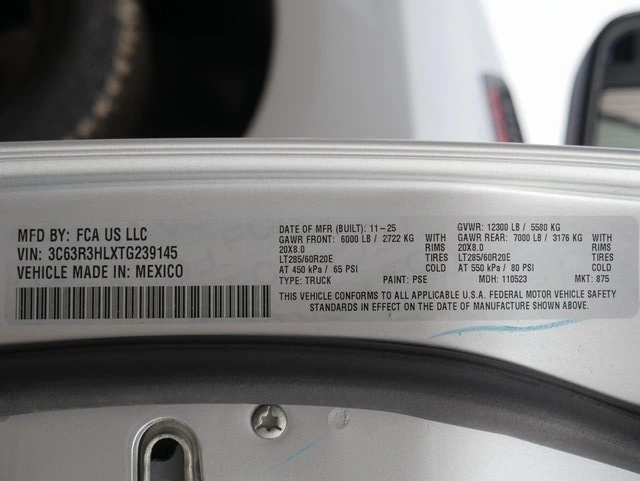 MFD BY: FCA US LLC
VIN: 3C63R3HLXTG239145
VEHICLE MADE IN: MEXICO
DATE OF MFR (BUILT): 11-25 GVWR: 12300 LB / 5580 KG
GAWR FRONT: 6000 LB / 2722 KG WITH GAWR REAR: 7000 LB / 3176 KG WITH
20X8.0 RIMS 20X8.0 RIMS
LT285/60R20E TIRES LT285/60R20E TIRES
AT 450 kPa / 65 PSI COLD AT 550 kPa / 80 PSI COLD
TYPE: TRUCK PAINT: PSE MDH: 110523 MKT: 875
THIS VEHICLE CONFORMS TO ALL APPLICABLE U.S.A. FEDERAL MOTOR VEHICLE SAFETY
STANDARDS IN EFFECT ON THE DATE OF MANUFACTURE SHOWN ABOVE.